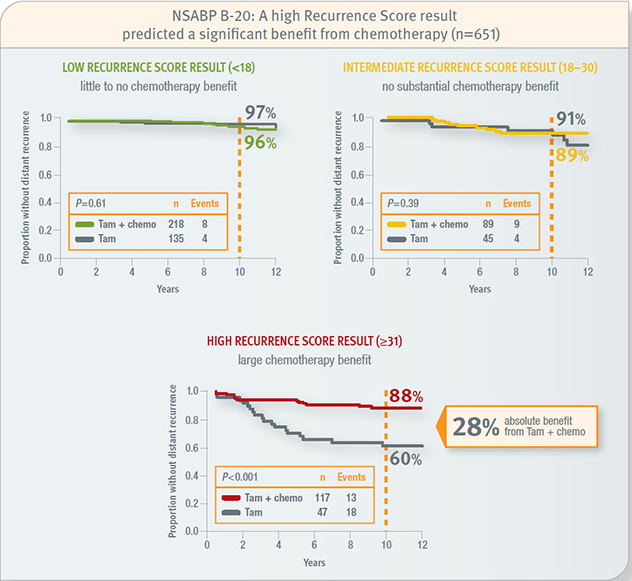 NSABP B-20: A high Recurrence Score result
predicted a significant benefit from chemotherapy (n=651)
LOW RECURRENCE SCORE RESULT (<18)
little to no chemotherapy benefit
Proportion without distant recurrence
1.0
0.8
0.6
0.4
0.2
0
97%
96%
P=0.61 n Events
Tam + chemo 218 8
Tam 135 4
0 2 4 6 8 10 12
Years
INTERMEDIATE RECURRENCE SCORE RESULT (18–30)
no substantial chemotherapy benefit
Proportion without distant recurrence
1.0
0.8
0.6
0.4
0.2
0
91%
89%
P=0.39 n Events
Tam + chemo 89 9
Tam 45 4
0 2 4 6 8 10 12
Years
HIGH RECURRENCE SCORE RESULT (≥31)
large chemotherapy benefit
Proportion without distant recurrence
1.0
0.8
0.6
0.4
0.8
0
88%
60%
P<0.001 n Events
Tam + chemo 117 13
Tam 47 18
0 2 4 6 8 10 12
Years
28% absolute benefit
from Tam + chemo